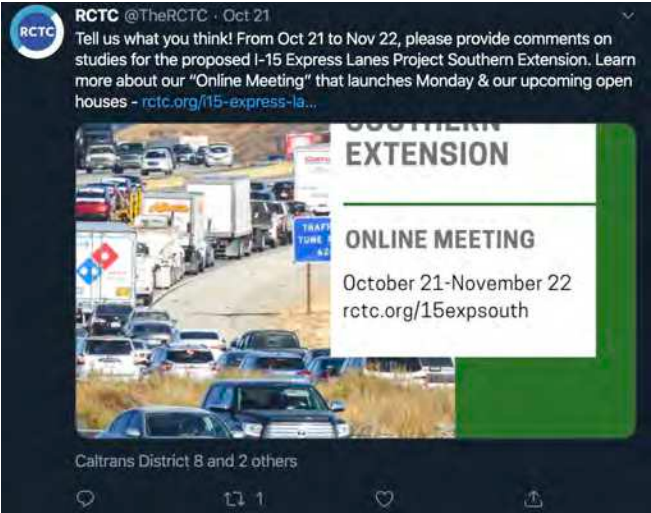 RCTC @TheRCTC · Oct 21
RCTC
Tell us what you think! From Oct 21 to Nov 22, please provide comments on
studies for the proposed I-15 Express Lanes Project Southern Extension. Learn
more about our “Online Meeting” that launches Monday & our upcoming open
houses - rctc.org/i15-express-la...
SOUTHERN
EXTENSION
ONLINE MEETING
October 21-November 22
rctc.org/15expsouth
TUNE
Caltrans District 8 and 2 others
1